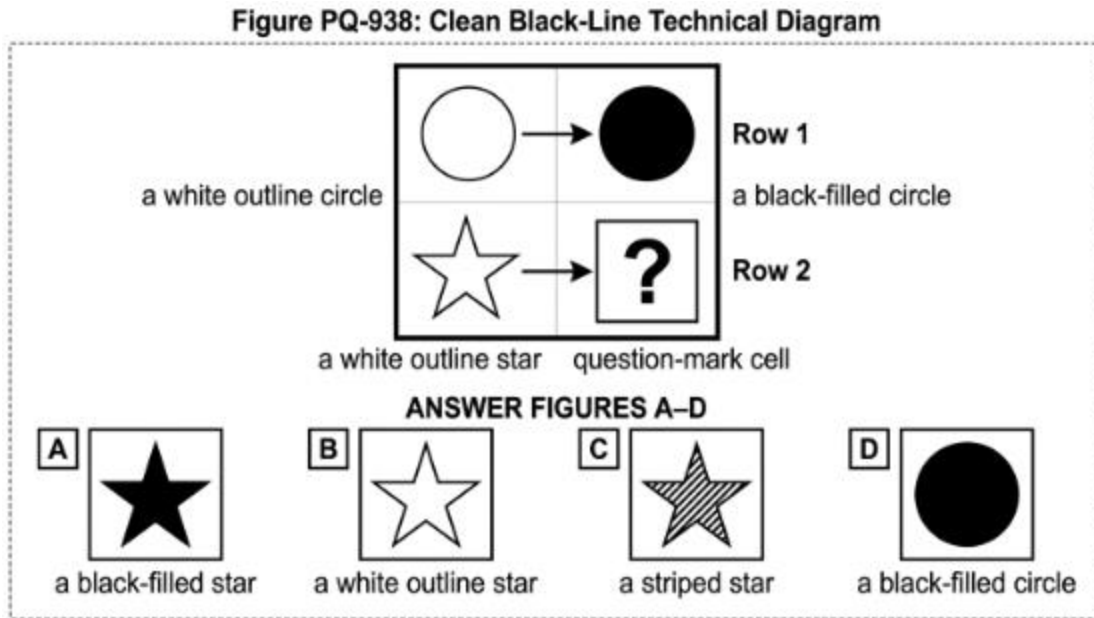 Figure PQ-938: Clean Black-Line Technical Diagram
Row 1
a white outline circle
a black-filled circle
?
Row 2
a white outline star
question-mark cell
ANSWER FIGURES A–D
A
B
C
D
a black-filled star
a white outline star
a striped star
a black-filled circle